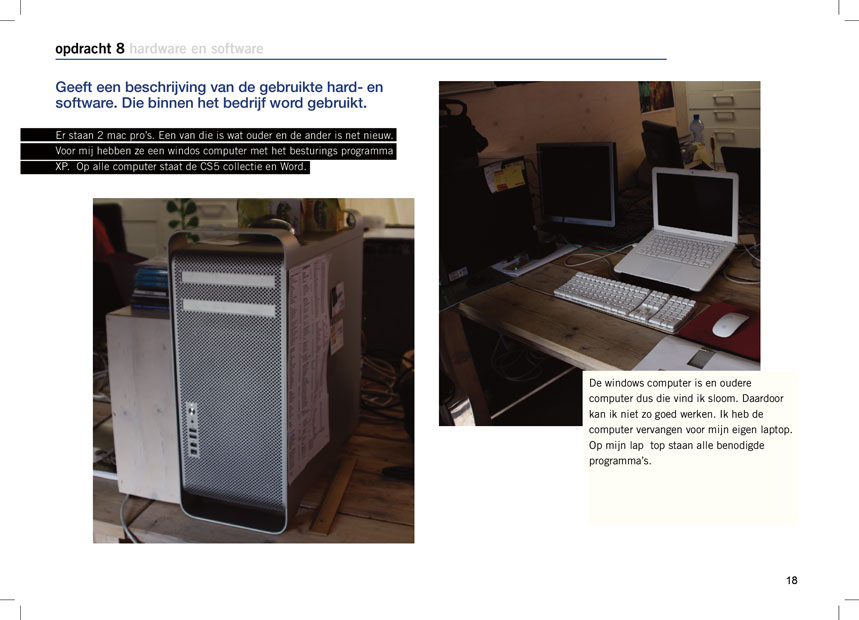 opdracht 8 hardware en software
Geeft een beschrijving van de gebruikte hard- en
software. Die binnen het bedrijf word gebruikt.
Er staan 2 mac pro's. Een van die is wat ouder en de ander is net nieuw.
Voor mij hebben ze een windos computer met het besturings programma
XP.  Op alle computer staat de CS5 collectie en Word.
De windows computer is en oudere
computer dus die vind ik sloom. Daardoor
kan ik niet zo goed werken. Ik heb de
computer vervangen voor mijn eigen laptop.
Op mijn lap  top staan alle benodigde
programma's.
18